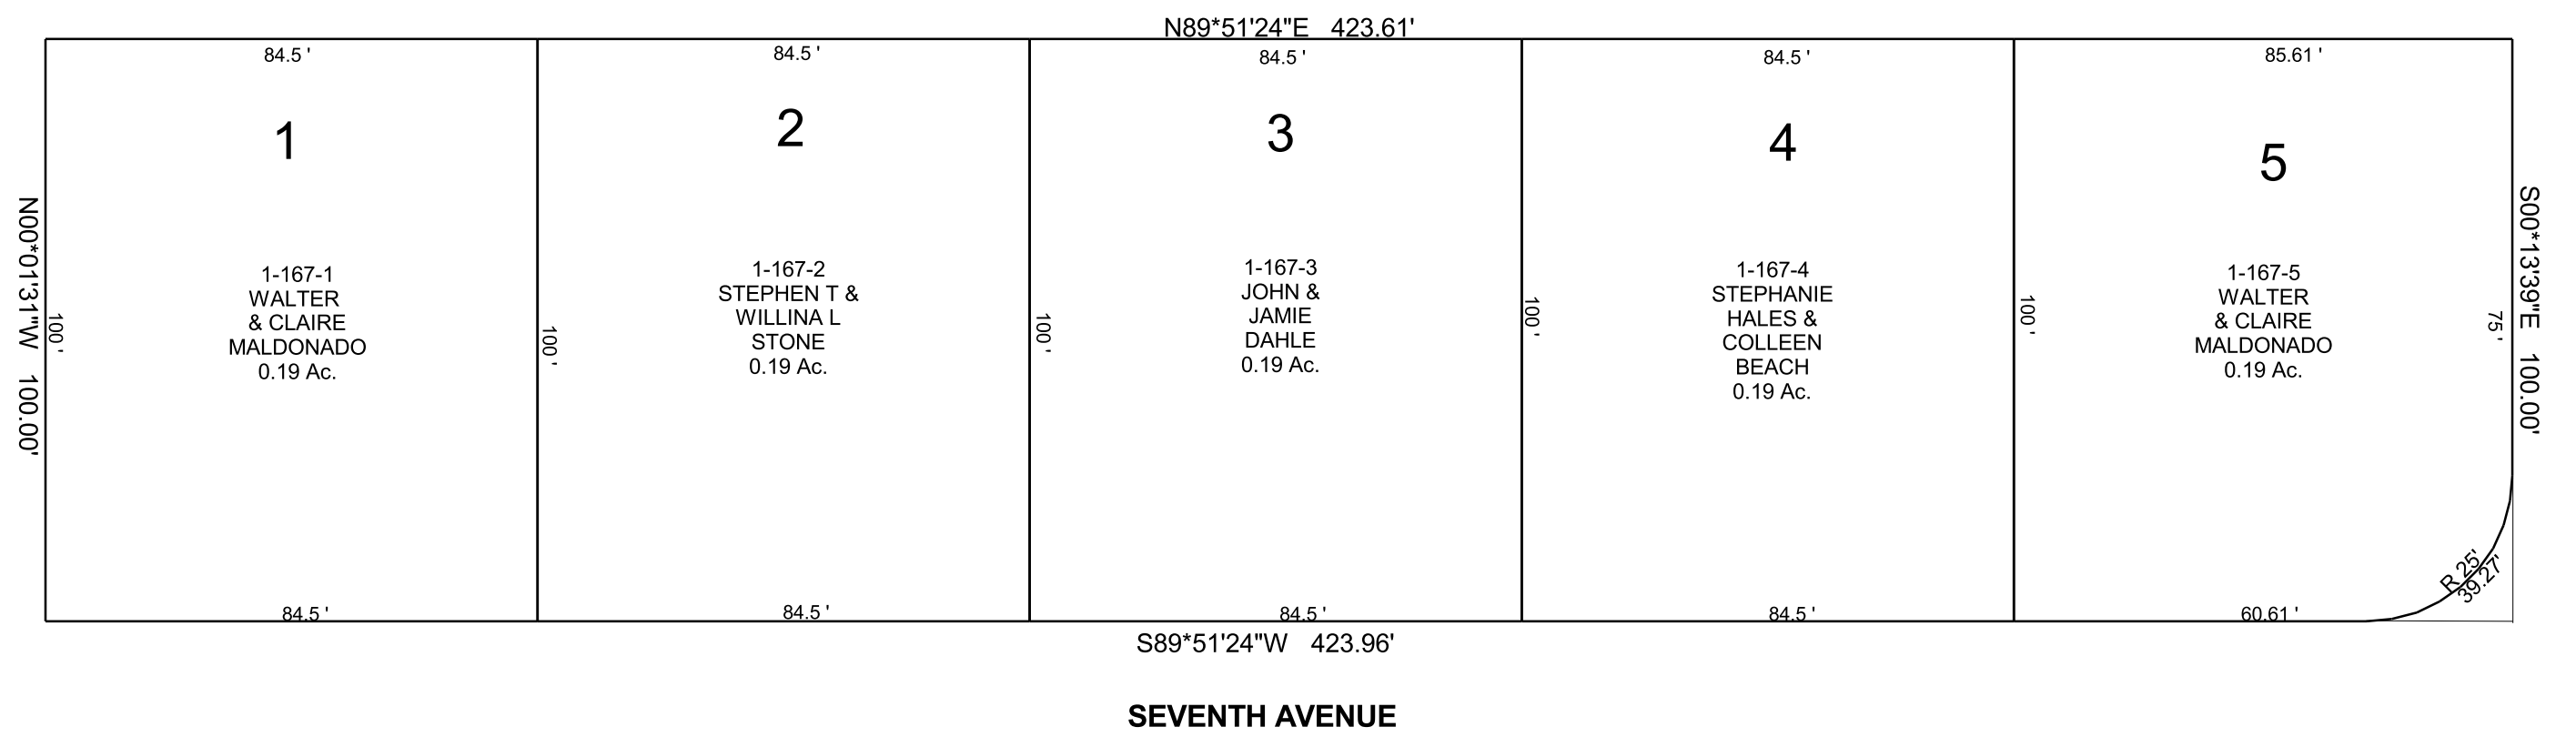 N89*51'24"E 423.61'
84.5 '
84.5 '
84.5 '
84.5 '
85.61 '
1
2
3
4
5
N00*01'31"W 100.00'
100 '
1-167-1
WALTER
& CLAIRE
MALDONADO
0.19 Ac.
100 '
1-167-2
STEPHEN T &
WILLINA L
STONE
0.19 Ac.
100 '
1-167-3
JOHN &
JAMIE
DAHLE
0.19 Ac.
100 '
1-167-4
STEPHANIE
HALES &
COLLEEN
BEACH
0.19 Ac.
100 '
1-167-5
WALTER
& CLAIRE
MALDONADO
0.19 Ac.
75 '
S00*13'39"E 100.00'
R 25'
39.27'
84.5 '
84.5 '
84.5 '
84.5 '
60.61 '
S89*51'24"W 423.96'
SEVENTH AVENUE